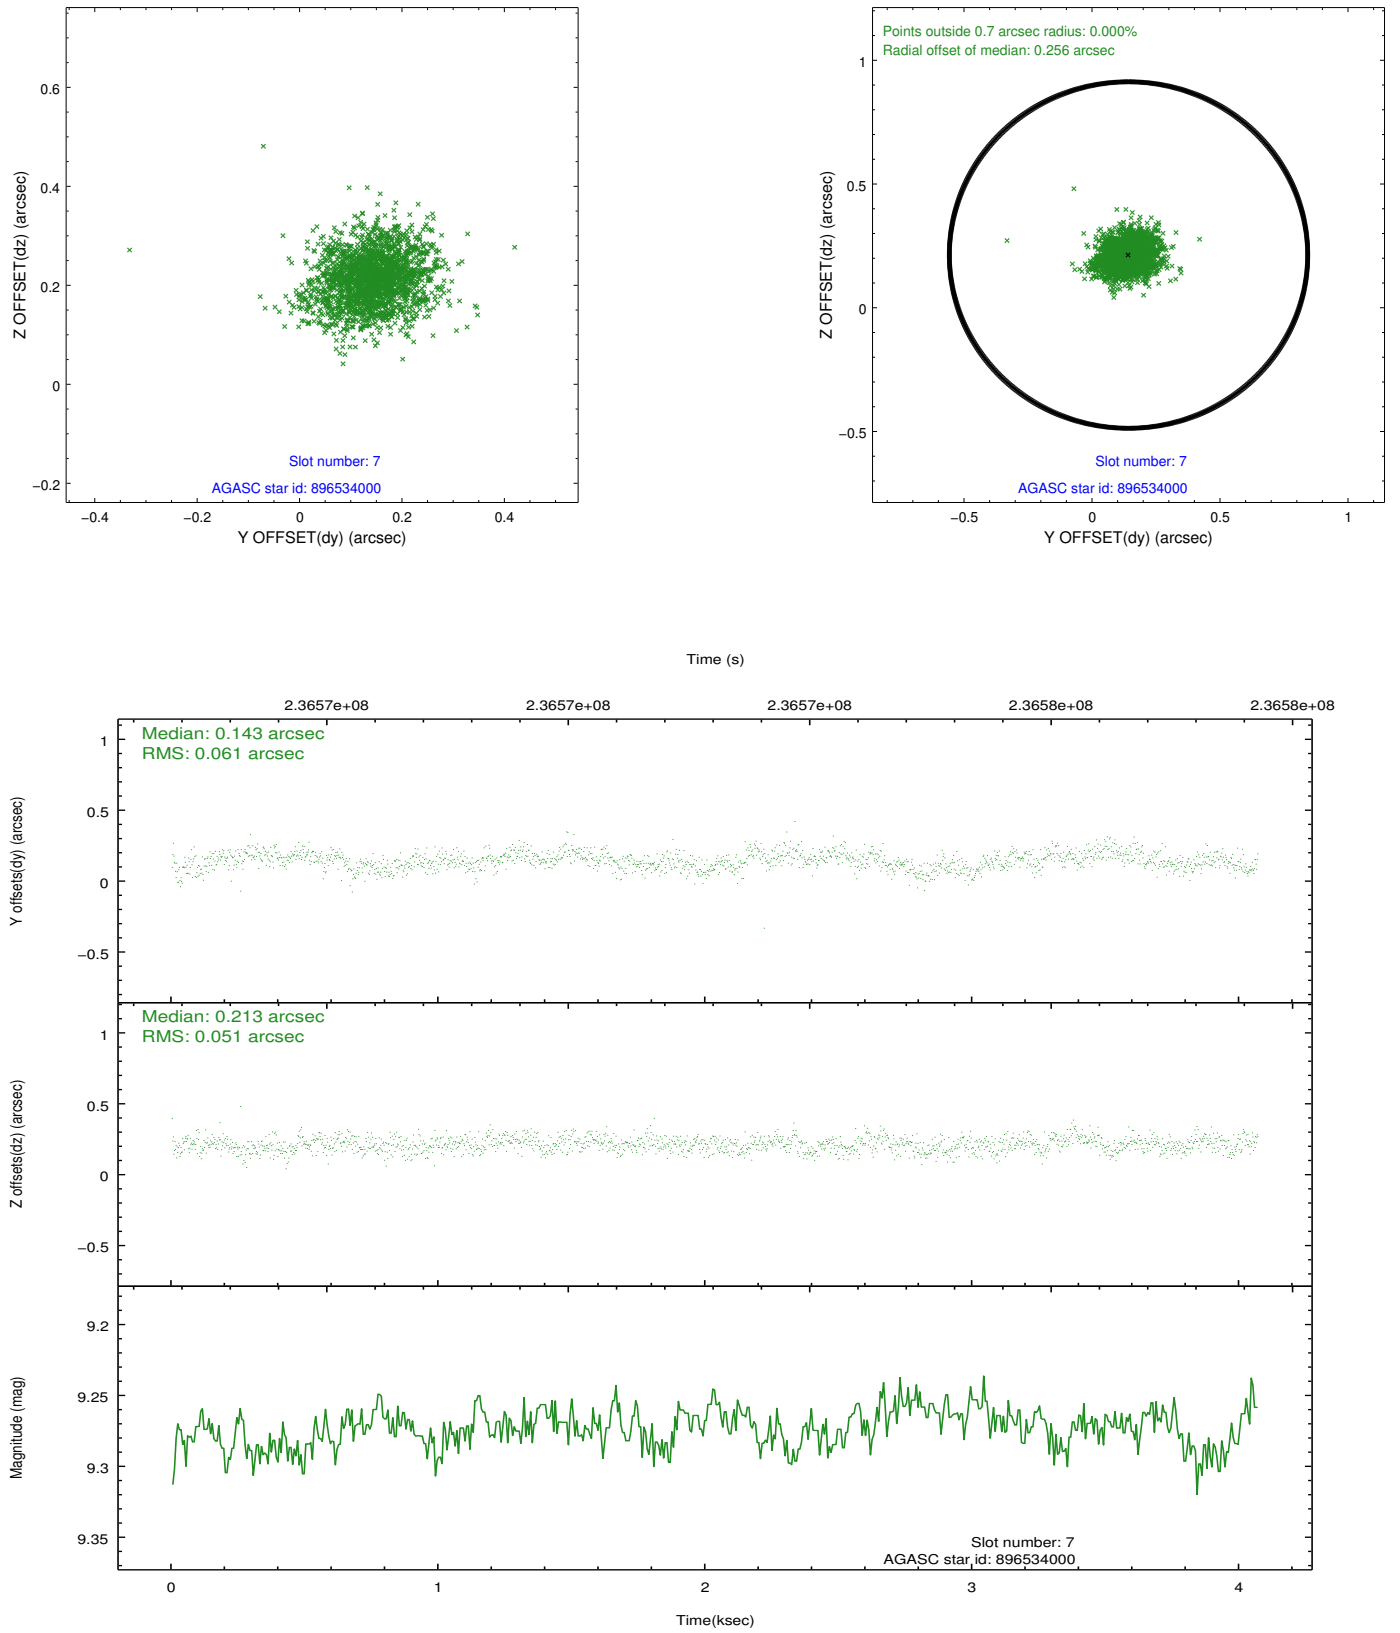 0.6
0.4
0.2
0
−0.2
Z OFFSET(dz) (arcsec)
Slot number: 7
AGASC star id: 896534000
−0.4 −0.2 0 0.2 0.4
Y OFFSET(dy) (arcsec)
Points outside 0.7 arcsec radius: 0.000%
Radial offset of median: 0.256 arcsec
1
0.5
0
−0.5
Z OFFSET(dz) (arcsec)
Slot number: 7
AGASC star id: 896534000
−0.5 0 0.5 1
Y OFFSET(dy) (arcsec)
Time (s)
2.3657e+08 2.3657e+08 2.3657e+08 2.3658e+08 2.3658e+08
Median: 0.143 arcsec
RMS: 0.061 arcsec
1
0.5
0
−0.5
Y offsets(dy) (arcsec)
Median: 0.213 arcsec
RMS: 0.051 arcsec
1
0.5
0
−0.5
Z offsets(dz) (arcsec)
9.2
9.25
9.3
9.35
Magnitude (mag)
Slot number: 7
AGASC star id: 896534000
0 1 2 3 4
Time(ksec)